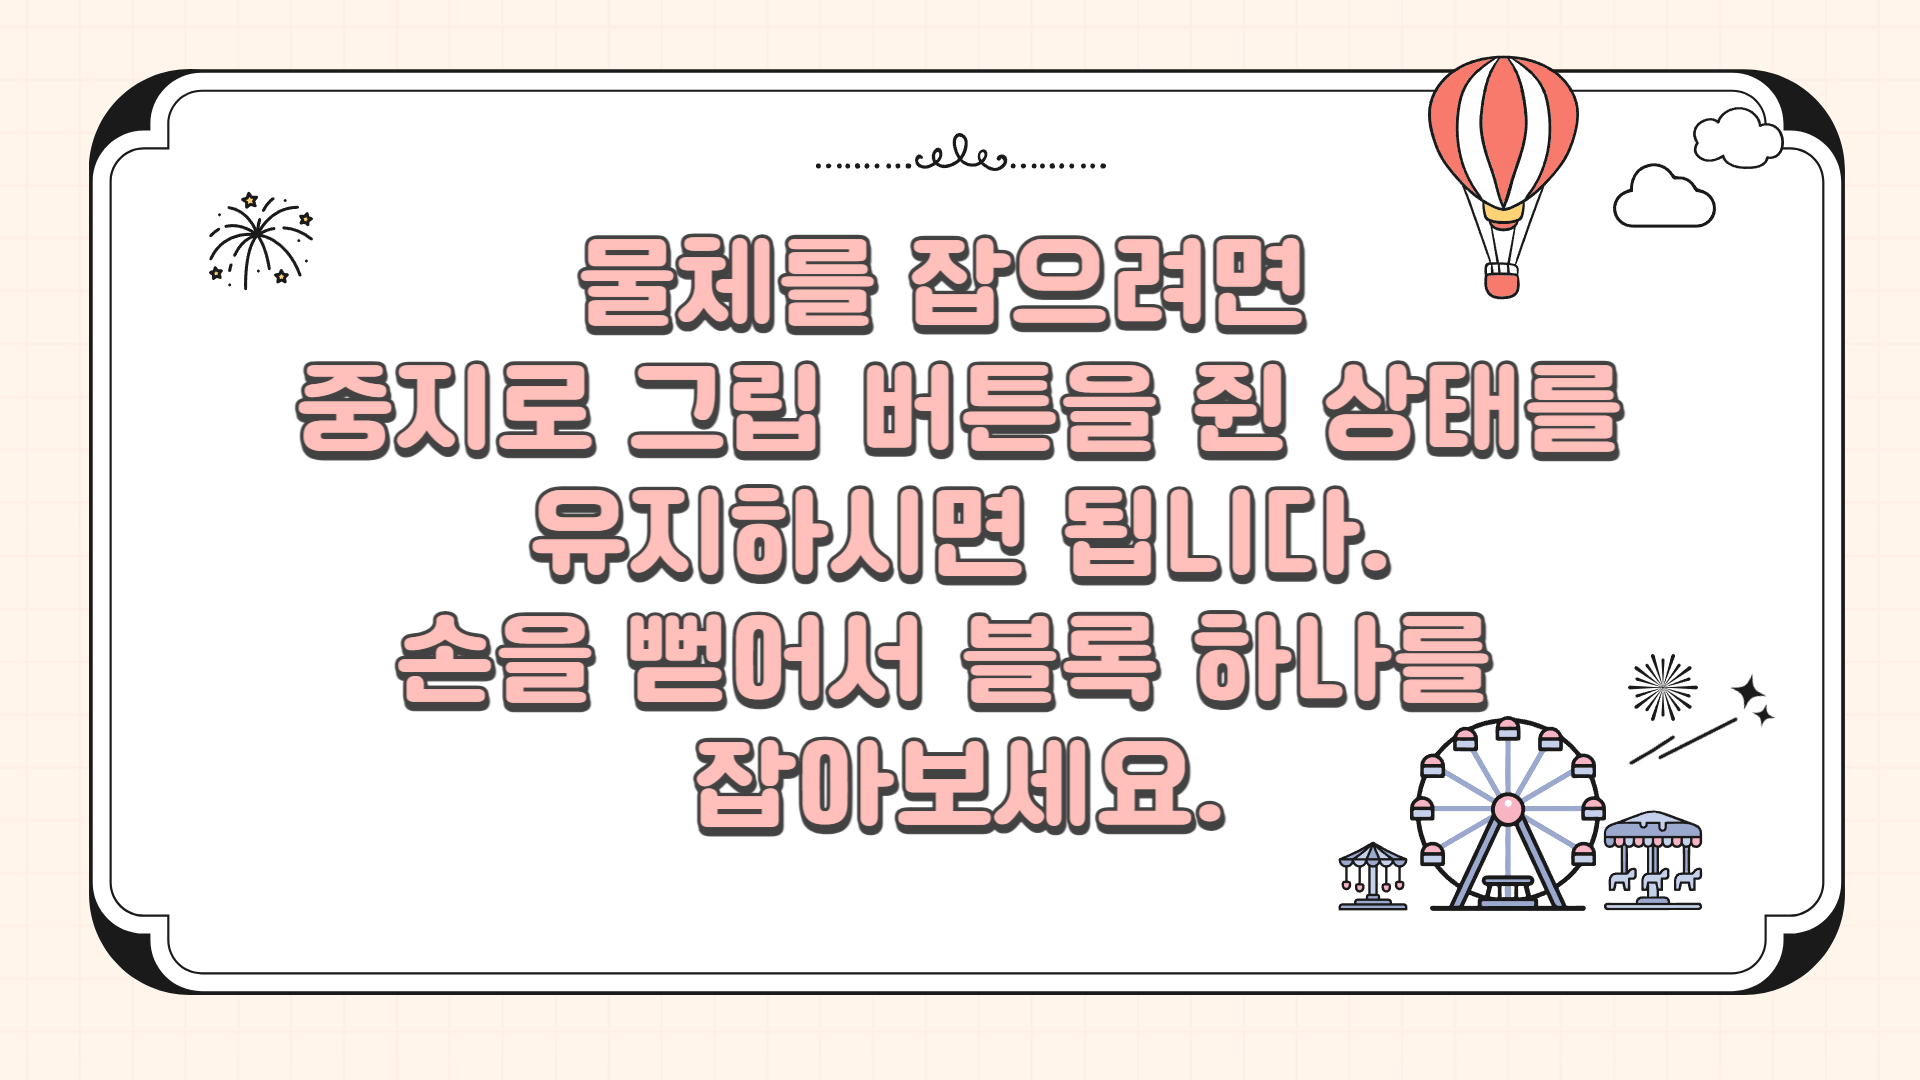 물체를 잡으려면
중지로 그립 버튼을 쥔 상태를
유지하시면 됩니다.
손을 뻗어서 블록 하나를
잡아보세요.